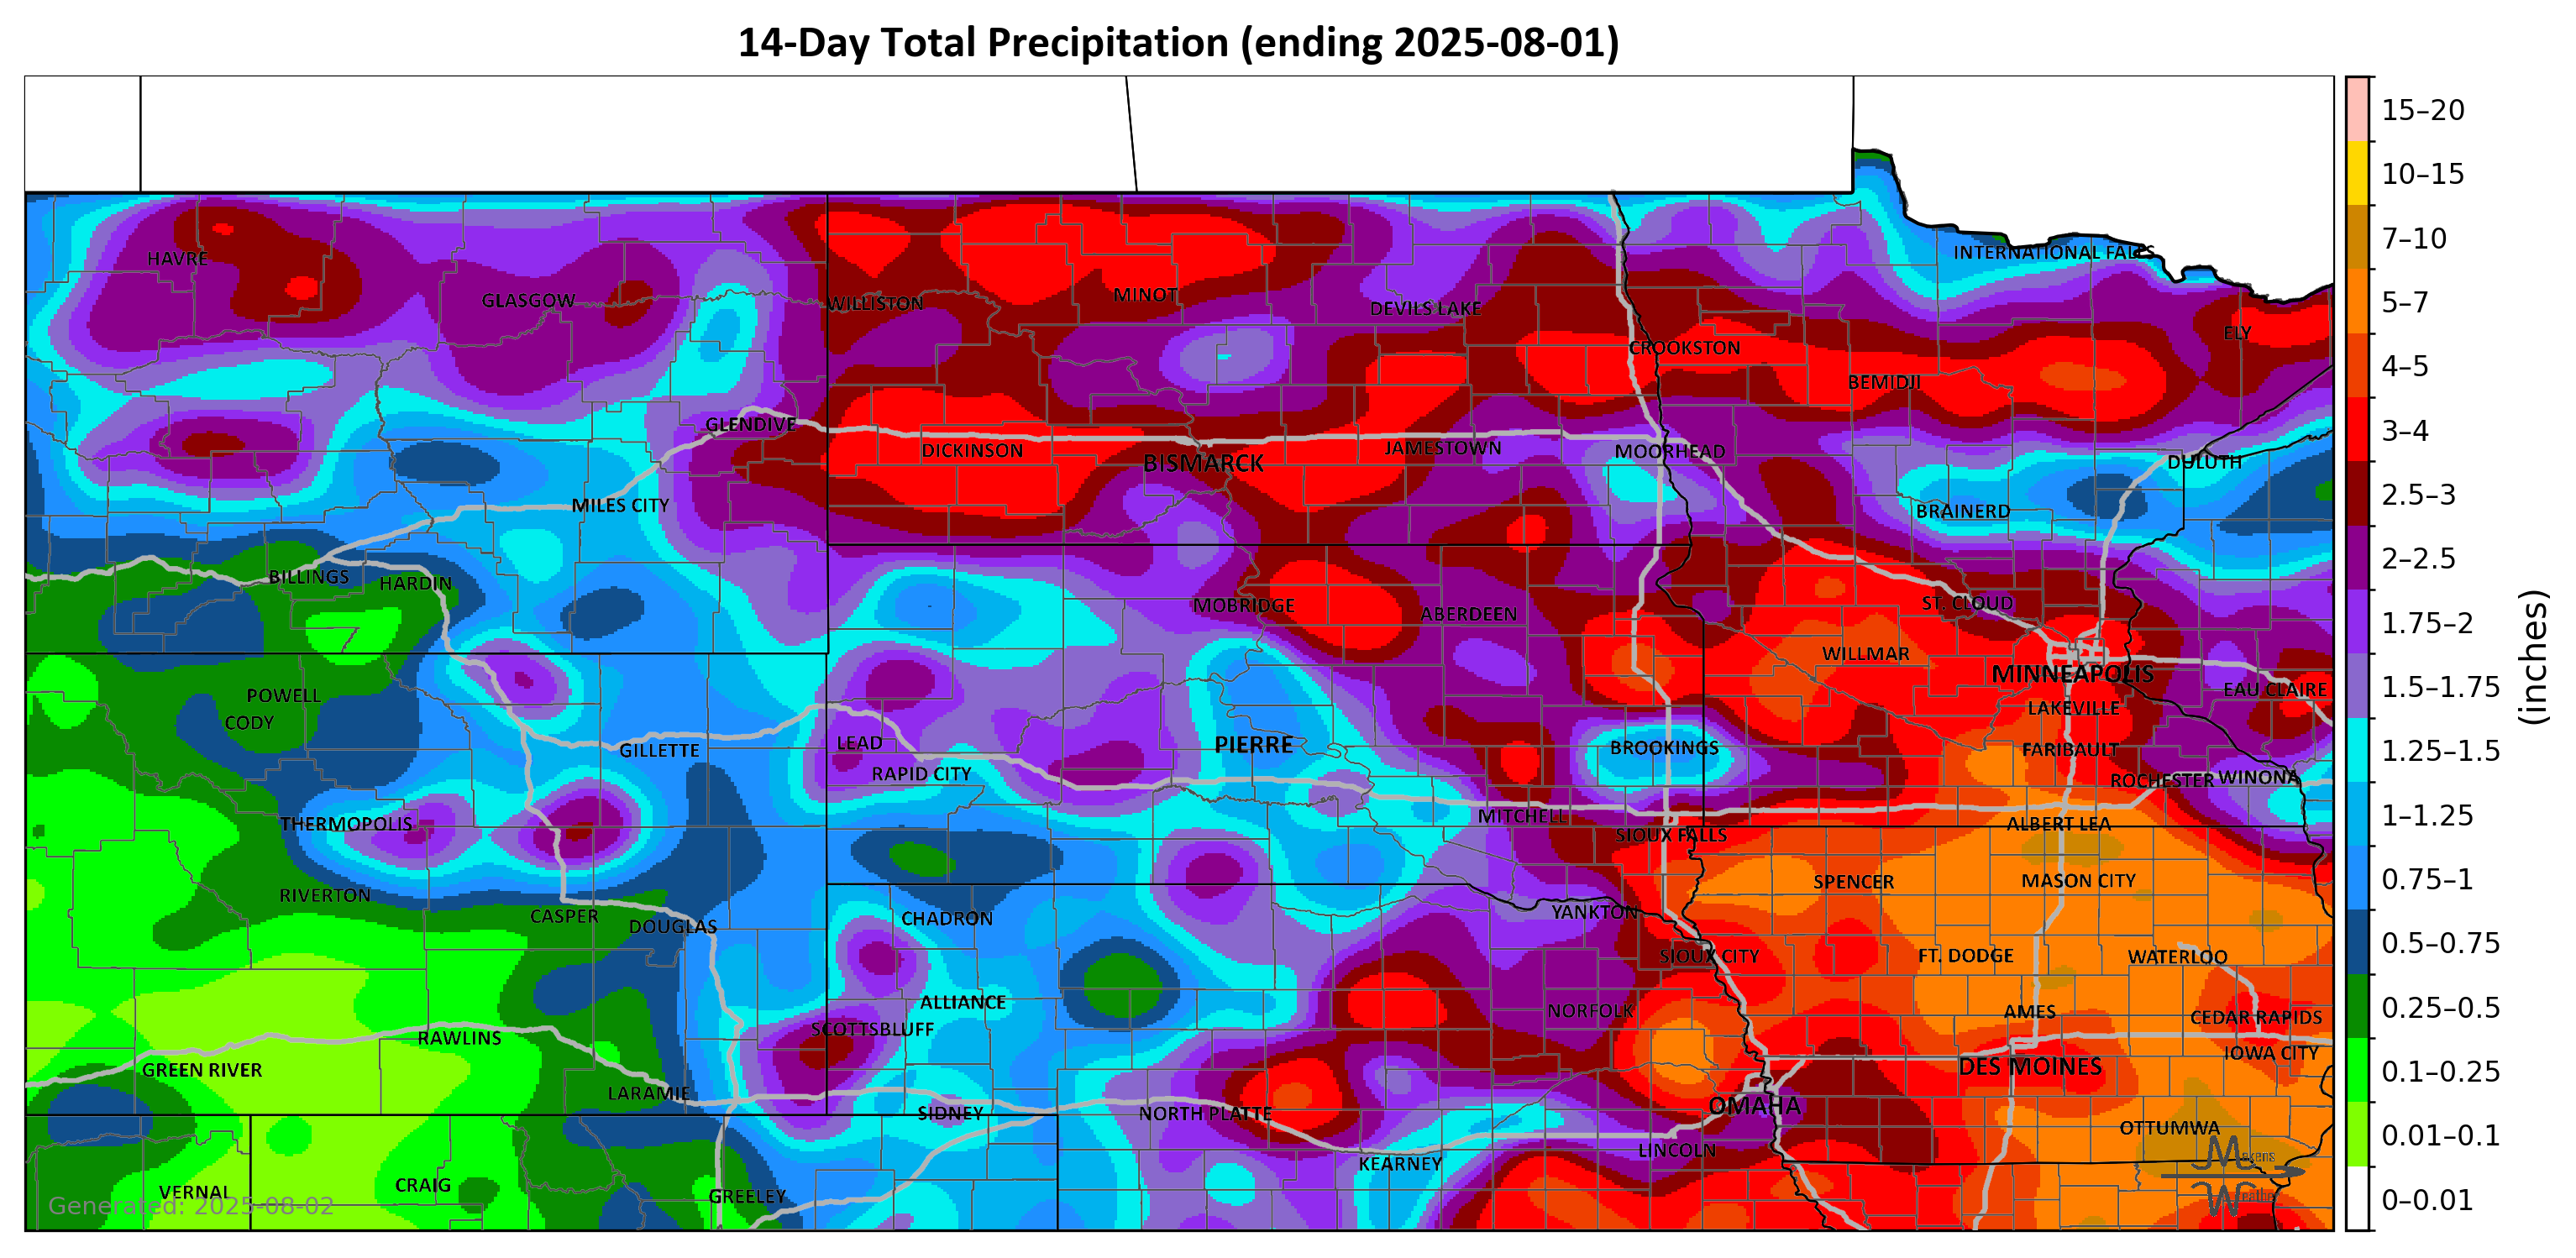 14-Day Total Precipitation (ending 2025-08-01)
INTERNATIONAL FALLS
HAVRE
GLASGOW
WILLISTON
MINOT
DEVILS LAKE
ELY
CROOKSTON
BEMIDJI
GLENDIVE
DICKINSON
BISMARCK
JAMESTOWN
MOORHEAD
DULUTH
MILES CITY
BRAINERD
BILLINGS
HARDIN
MOBRIDGE
ABERDEEN
ST. CLOUD
WILLMAR
MINNEAPOLIS
POWELL
CODY
EAU CLAIRE
LAKEVILLE
GILLETTE
LEAD
PIERRE
BROOKINGS
FARIBAULT
RAPID CITY
ROCHESTER
WINONA
THERMOPOLIS
MITCHELL
SIOUX FALLS
ALBERT LEA
RIVERTON
SPENCER
MASON CITY
CASPER
DOUGLAS
CHADRON
YANKTON
SIOUX CITY
FT. DODGE
WATERLOO
ALLIANCE
NORFOLK
AMES
CEDAR RAPIDS
SCOTTSBLUFF
RAWLINS
IOWA CITY
GREEN RIVER
DES MOINES
LARAMIE
SIDNEY
NORTH PLATTE
OMAHA
OTTUMWA
LINCOLN
KEARNEY
VERNAL
CRAIG
GREELEY
Generated: 2025-08-02
Makens
Weather
15–20
10–15
7–10
5–7
4–5
3–4
2.5–3
2–2.5
1.75–2
1.5–1.75
1.25–1.5
1–1.25
0.75–1
0.5–0.75
0.25–0.5
0.1–0.25
0.01–0.1
0–0.01
(inches)